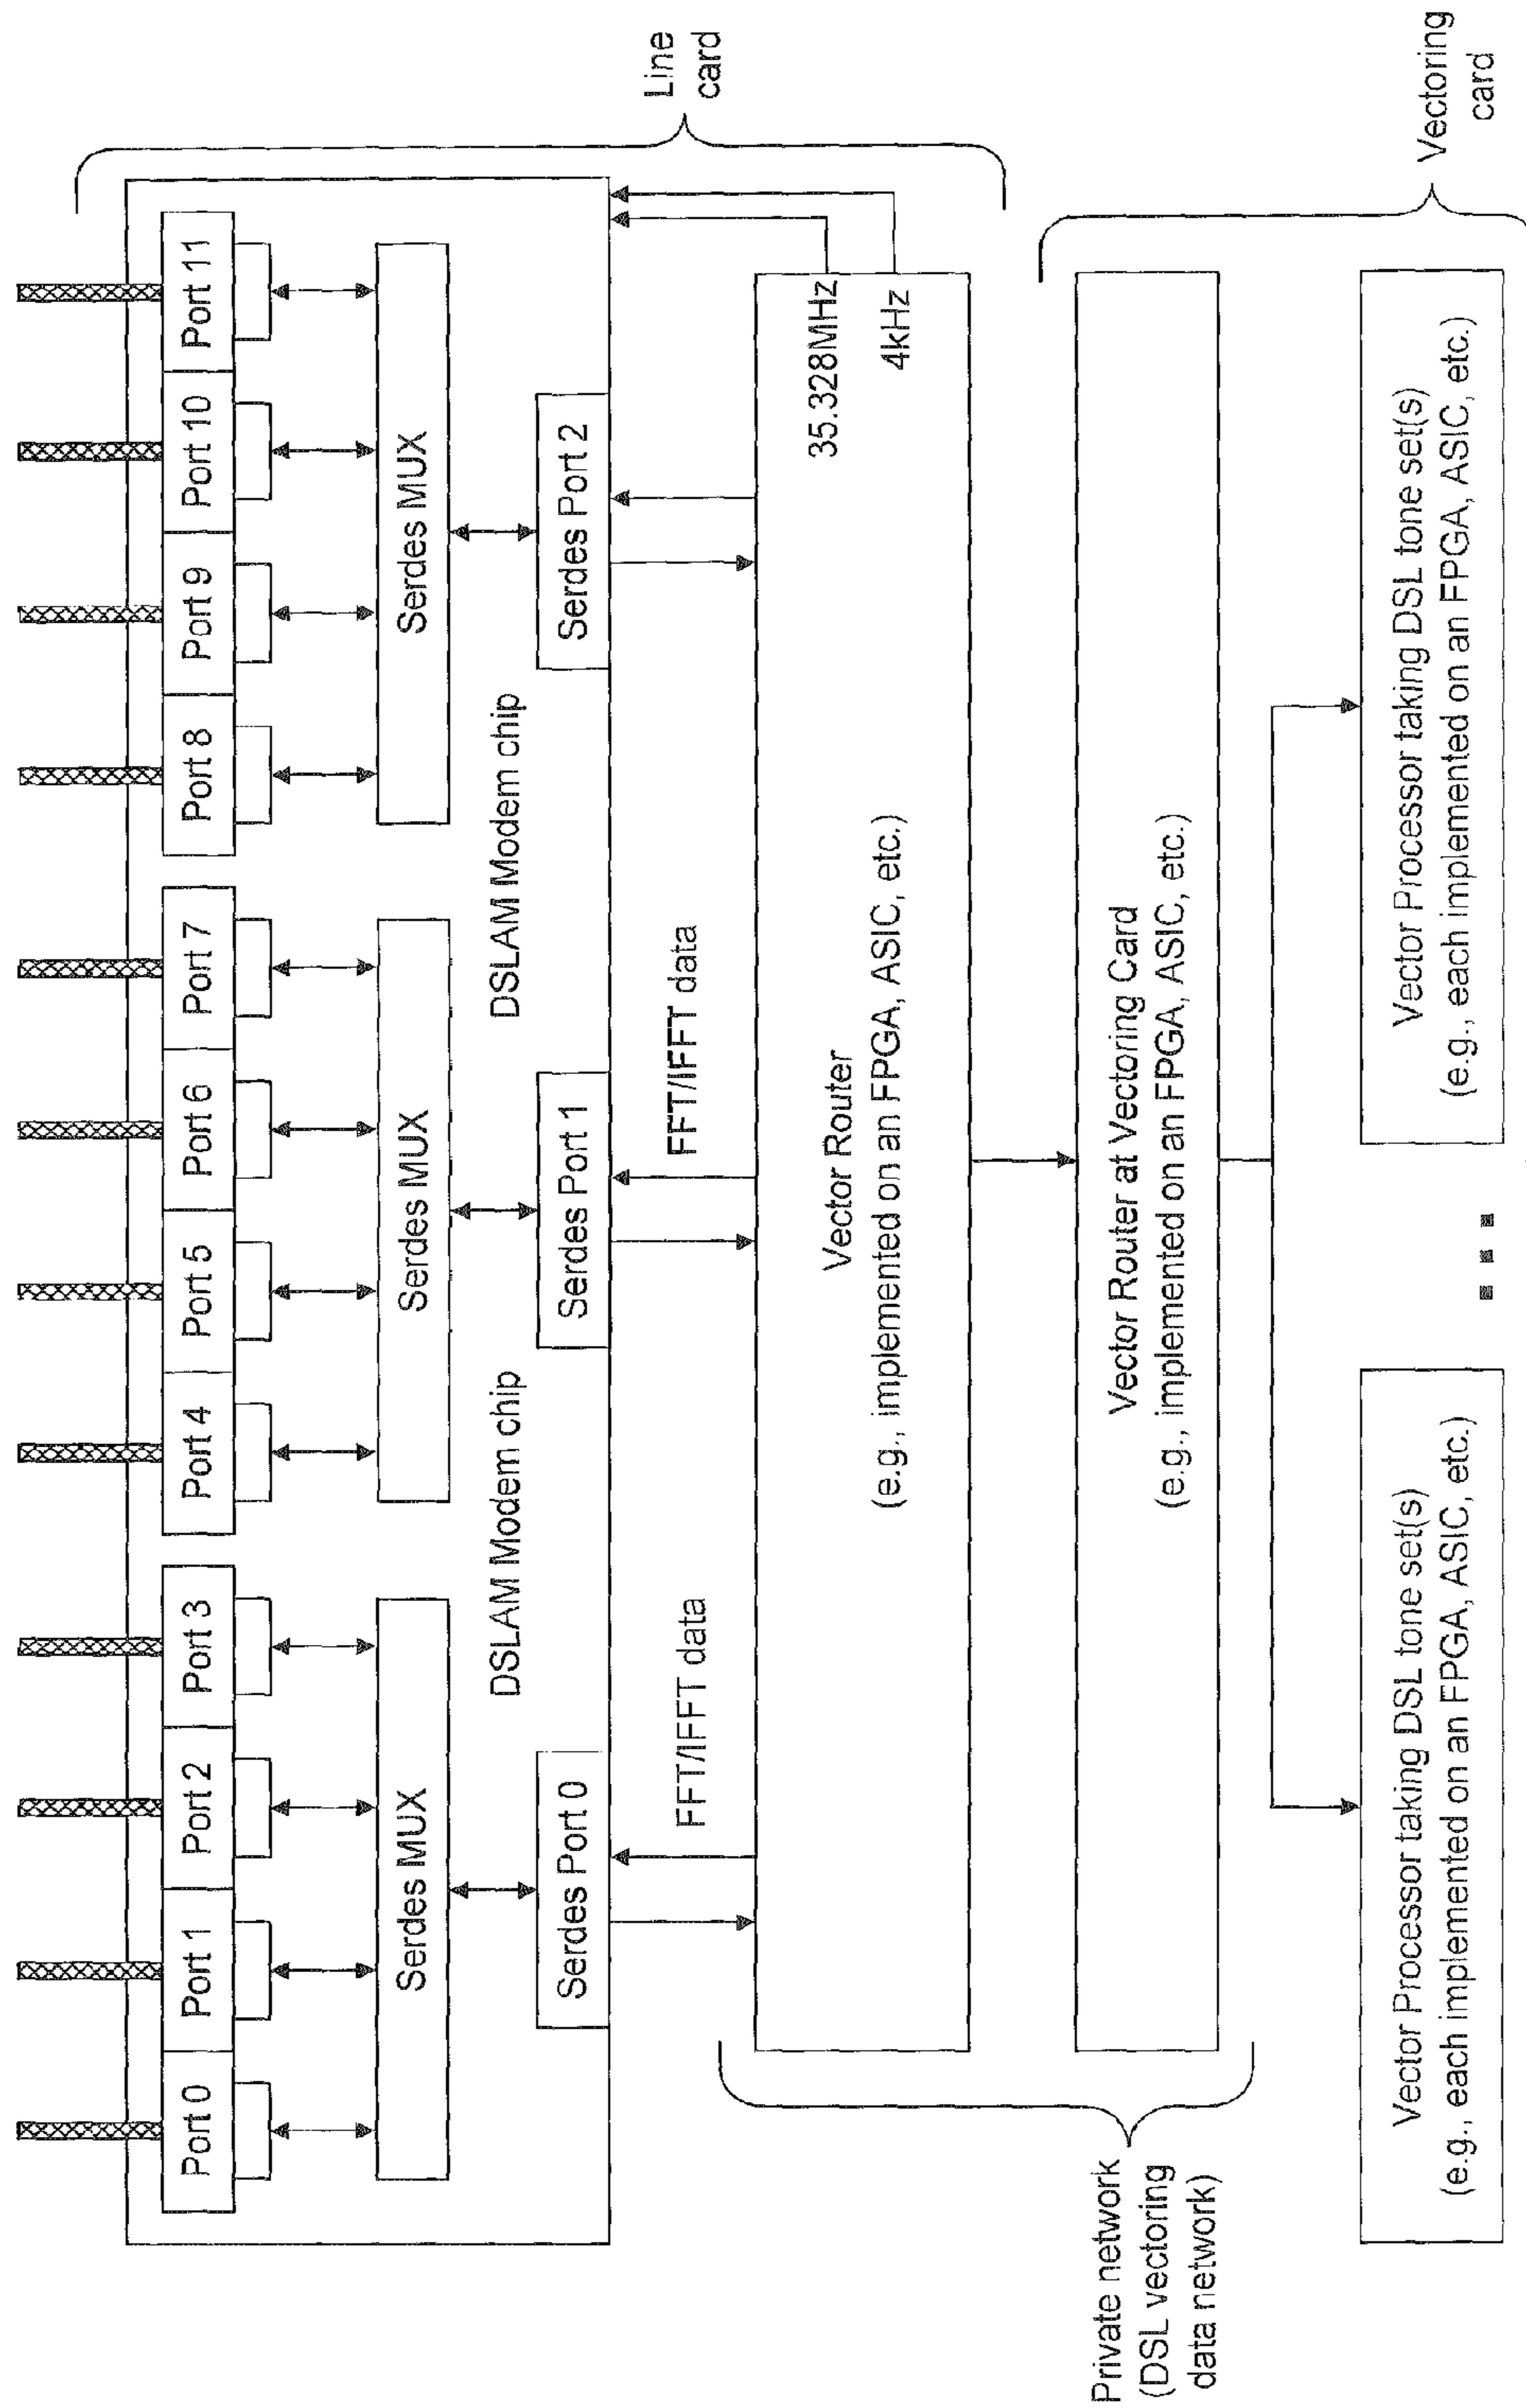 Port 0
Port 1
Port 2
Port 3
Port 4
Port 5
Port 6
Port 7
Port 8
Port 9
Port 10
Port 11
Serdes MUX
Serdes MUX
Serdes MUX
DSLAM Modem chip
DSLAM Modem chip
Serdes Port 0
Serdes Port 1
Serdes Port 2
Line
card
FFT/IFFT data
FFT/IFFT data
35.328MHz
4kHz
Vector Router
(e.g., implemented on an FPGA, ASIC, etc.)
Private network
(DSL vectoring
data network)
Vector Router at Vectoring Card
(e.g., implemented on an FPGA, ASIC, etc.)
Vectoring
card
Vector Processor taking DSL tone set(s)
(e.g., each implemented on an FPGA, ASIC, etc.)
Vector Processor taking DSL tone set(s)
(e.g., each implemented on an FPGA, ASIC, etc.)